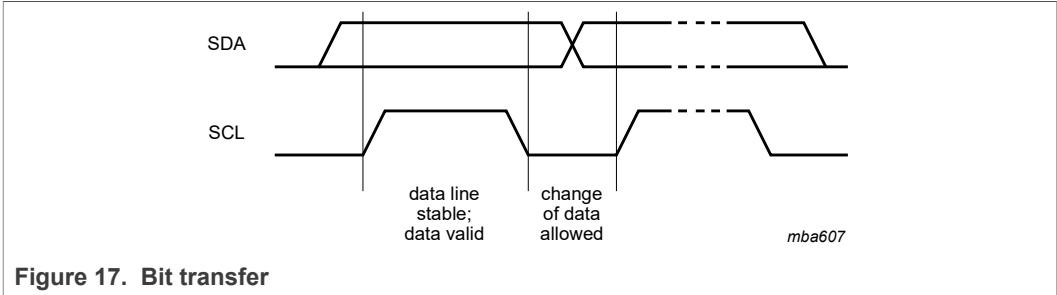 SDA
SCL
data line
stable;
data valid
change
of data
allowed
mba607
Figure 17. Bit transfer